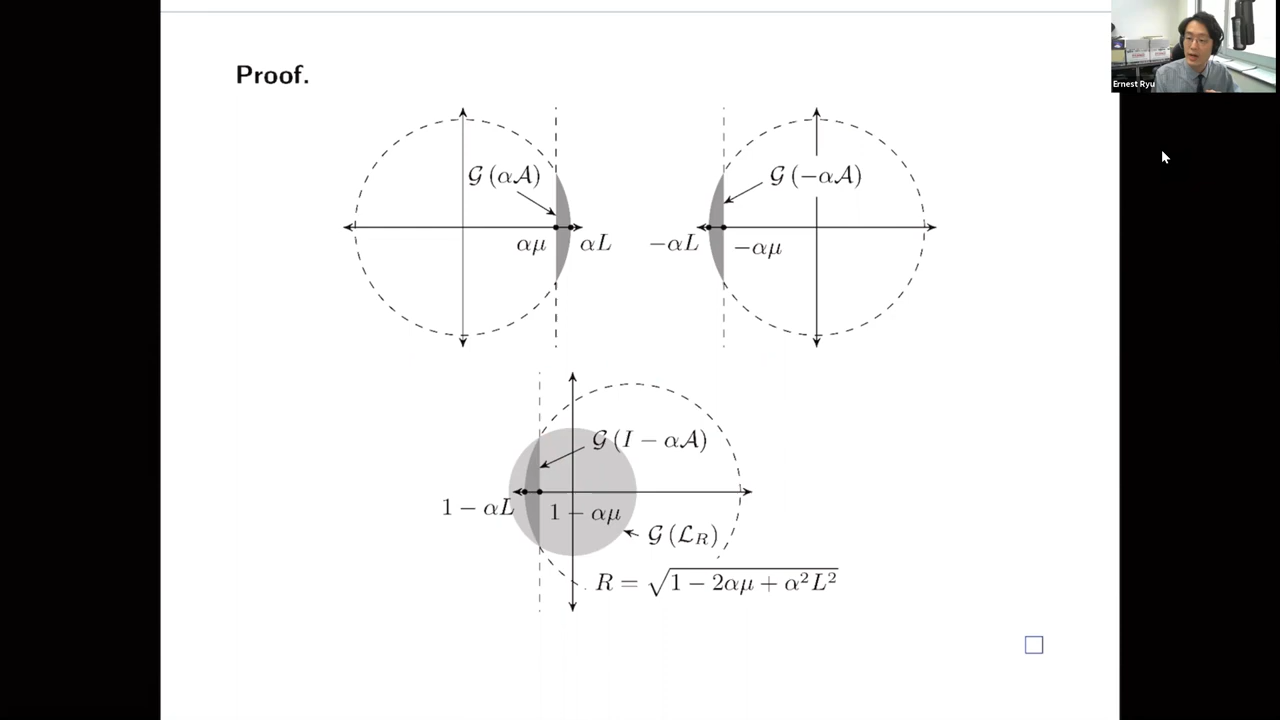 Proof.
Ernest Ryu
𝒢(α𝒜)
αμ αL
𝒢(−α𝒜)
−αL −αμ
𝒢(I − α𝒜)
1 − αL 1 − αμ
𝒢(ℒ_R)
R = √(1 − 2αμ + α²L²)